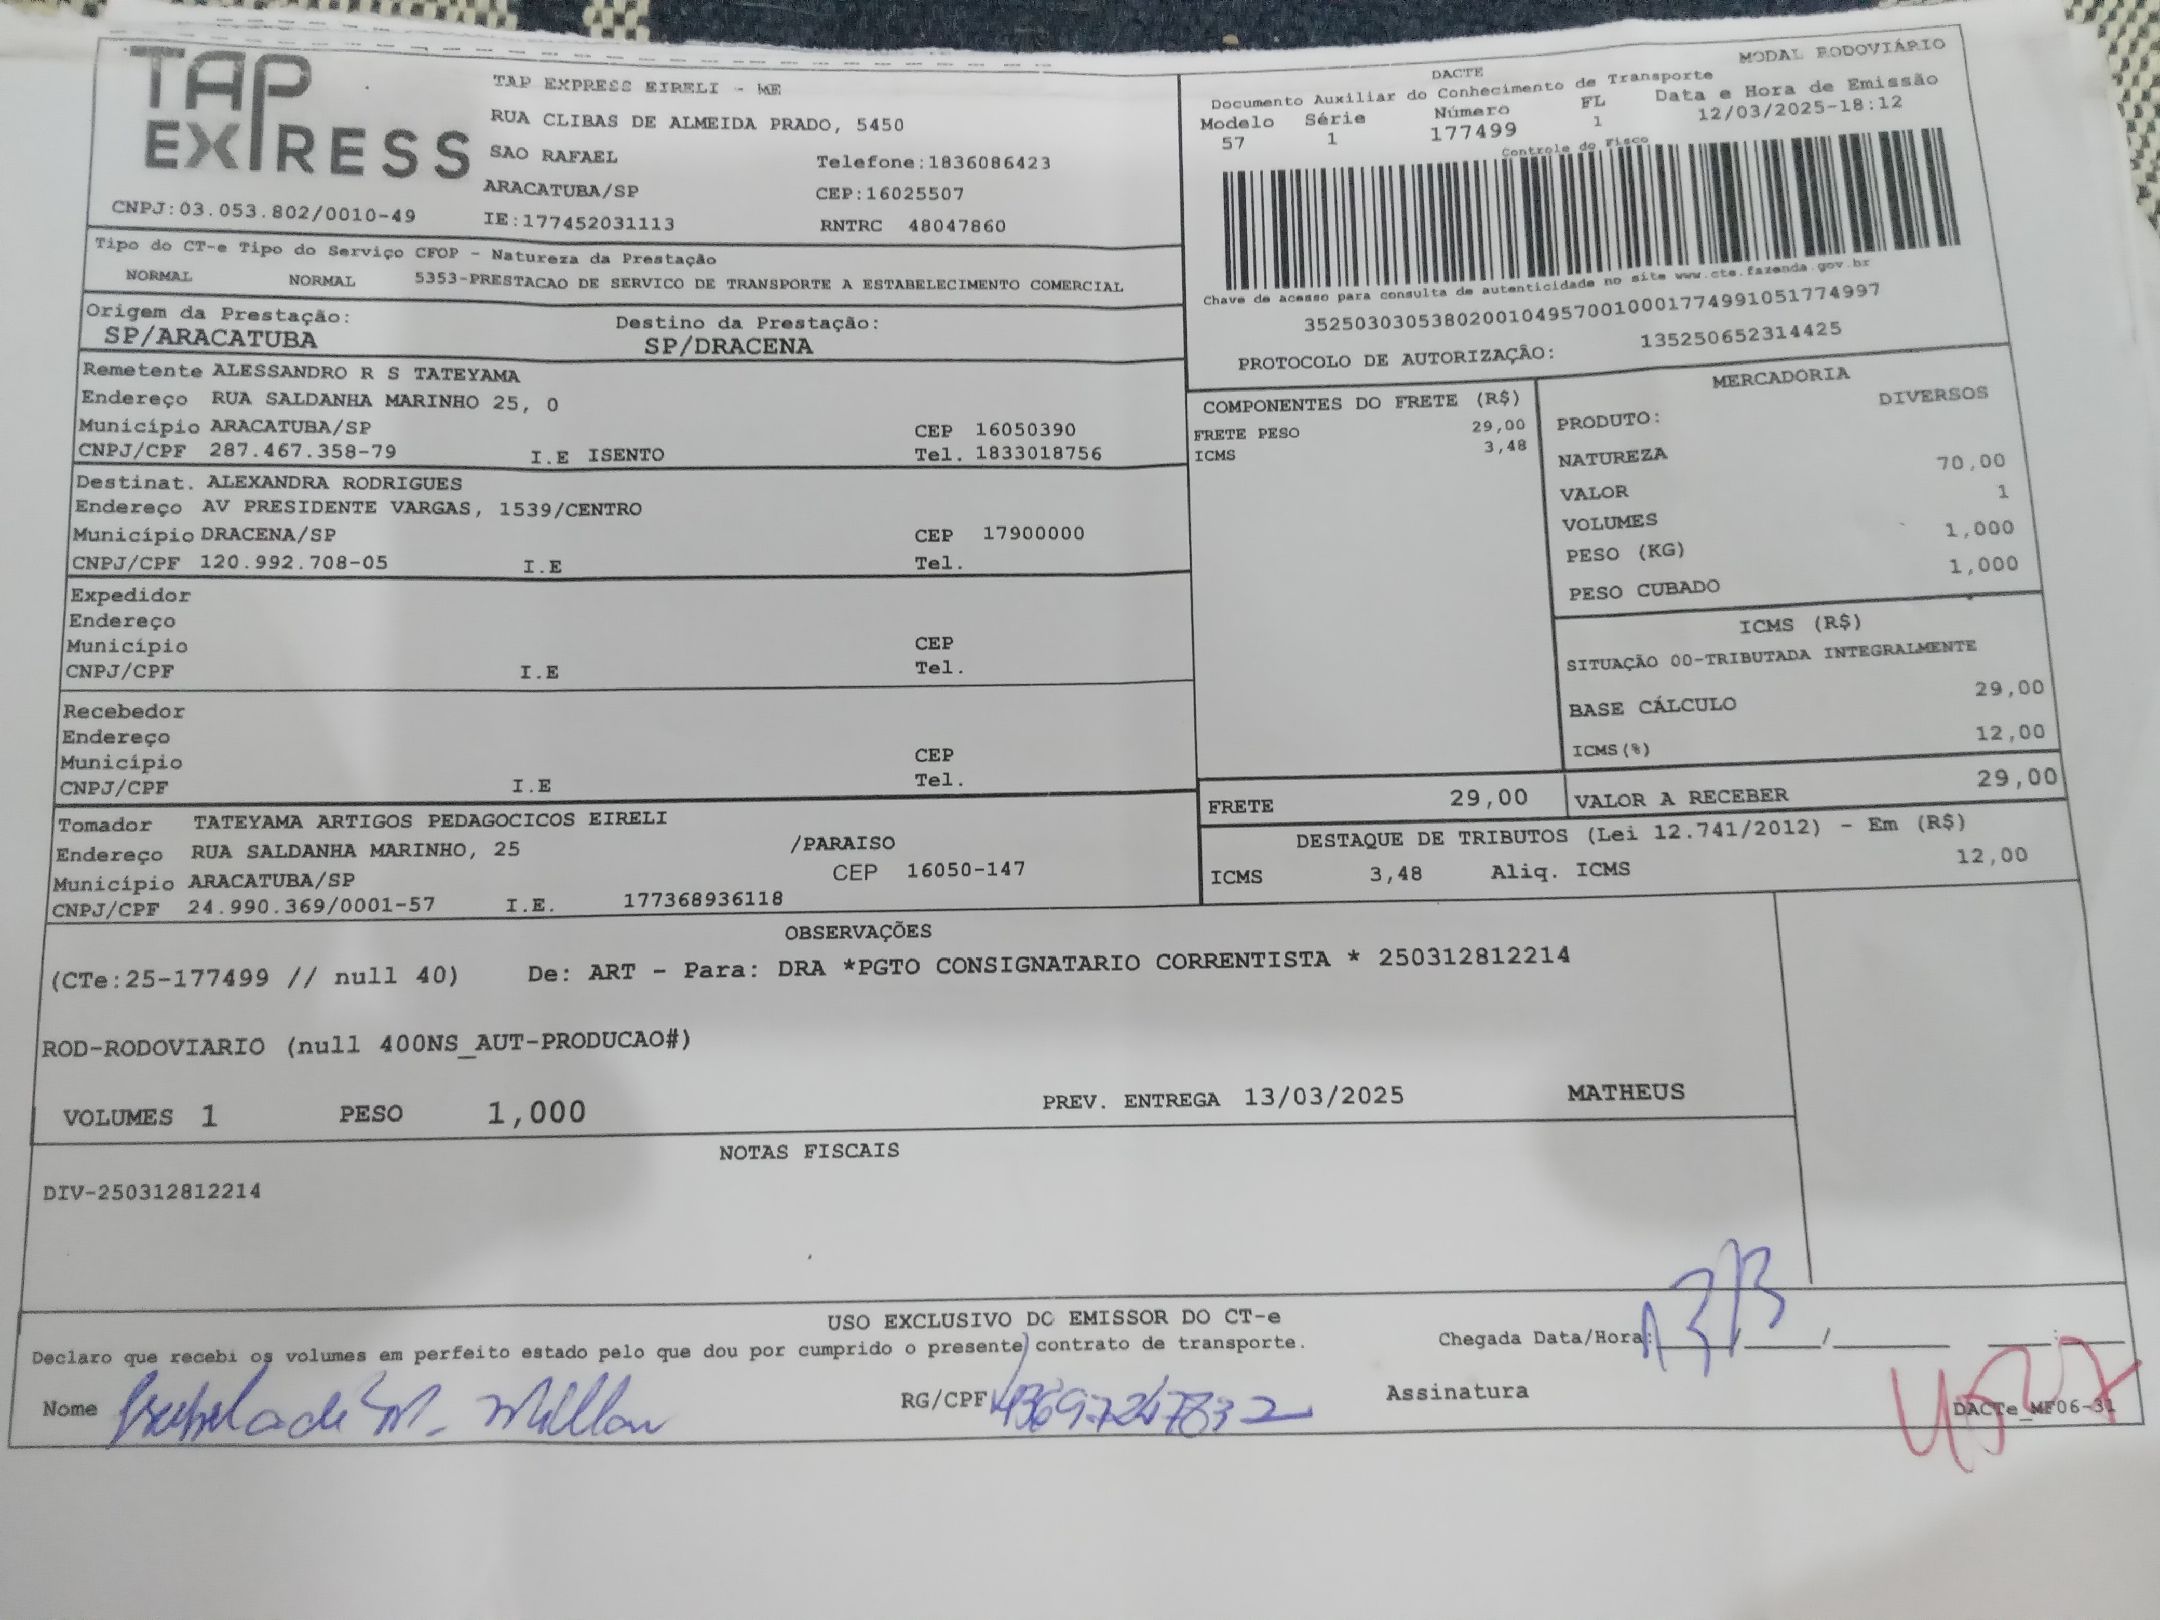 TAP EXPRESS
CNPJ:03.053.802/0010-49
TAP EXPRESS EIRELI - ME
RUA CLIBAS DE ALMEIDA PRADO, 5450
SAO RAFAEL Telefone:1836086423
ARACATUBA/SP CEP:16025507
IE:177452031113 RNTRC 48047860
MODAL RODOVIÁRIO
DACTE
Documento Auxiliar do Conhecimento de Transporte
Modelo Série Número FL Data e Hora de Emissão
57 1 177499 1 12/03/2025-18:12
Controle do Fisco
Chave de acesso para consulta de autenticidade no site www.cte.fazenda.gov.br
35250303053802001049570010001774991051774997
PROTOCOLO DE AUTORIZAÇÃO: 135250652314425
Tipo do CT-e Tipo do Serviço CFOP - Natureza da Prestação
NORMAL NORMAL 5353-PRESTACAO DE SERVICO DE TRANSPORTE A ESTABELECIMENTO COMERCIAL
Origem da Prestação: Destino da Prestação:
SP/ARACATUBA SP/DRACENA
Remetente ALESSANDRO R S TATEYAMA
Endereço RUA SALDANHA MARINHO 25, 0
Município ARACATUBA/SP CEP 16050390
CNPJ/CPF 287.467.358-79 I.E ISENTO Tel. 1833018756
Destinat. ALEXANDRA RODRIGUES
Endereço AV PRESIDENTE VARGAS, 1539/CENTRO
Município DRACENA/SP CEP 17900000
CNPJ/CPF 120.992.708-05 I.E Tel.
Expedidor
Endereço
Município CEP
CNPJ/CPF I.E Tel.
Recebedor
Endereço
Município CEP
CNPJ/CPF I.E Tel.
Tomador TATEYAMA ARTIGOS PEDAGOCICOS EIRELI
Endereço RUA SALDANHA MARINHO, 25 /PARAISO
Município ARACATUBA/SP CEP 16050-147
CNPJ/CPF 24.990.369/0001-57 I.E. 177368936118
COMPONENTES DO FRETE (R$)
FRETE PESO 29,00
ICMS 3,48
MERCADORIA
PRODUTO: DIVERSOS
NATUREZA
VALOR 70,00
VOLUMES 1
PESO (KG) 1,000
PESO CUBADO 1,000
ICMS (R$)
SITUAÇÃO 00-TRIBUTADA INTEGRALMENTE
BASE CÁLCULO 29,00
ICMS(%) 12,00
FRETE 29,00 VALOR A RECEBER 29,00
DESTAQUE DE TRIBUTOS (Lei 12.741/2012) - Em (R$)
ICMS 3,48 Aliq. ICMS 12,00
OBSERVAÇÕES
(CTe:25-177499 // null 40) De: ART - Para: DRA *PGTO CONSIGNATARIO CORRENTISTA * 250312812214
ROD-RODOVIARIO (null 400NS_AUT-PRODUCAO#)
VOLUMES 1 PESO 1,000 PREV. ENTREGA 13/03/2025 MATHEUS
NOTAS FISCAIS
DIV-250312812214
USO EXCLUSIVO DO EMISSOR DO CT-e
Declaro que recebi os volumes em perfeito estado pelo que dou por cumprido o presente contrato de transporte. Chegada Data/Hora: / / :
Nome RG/CPF Assinatura
DACTe_MF06-31